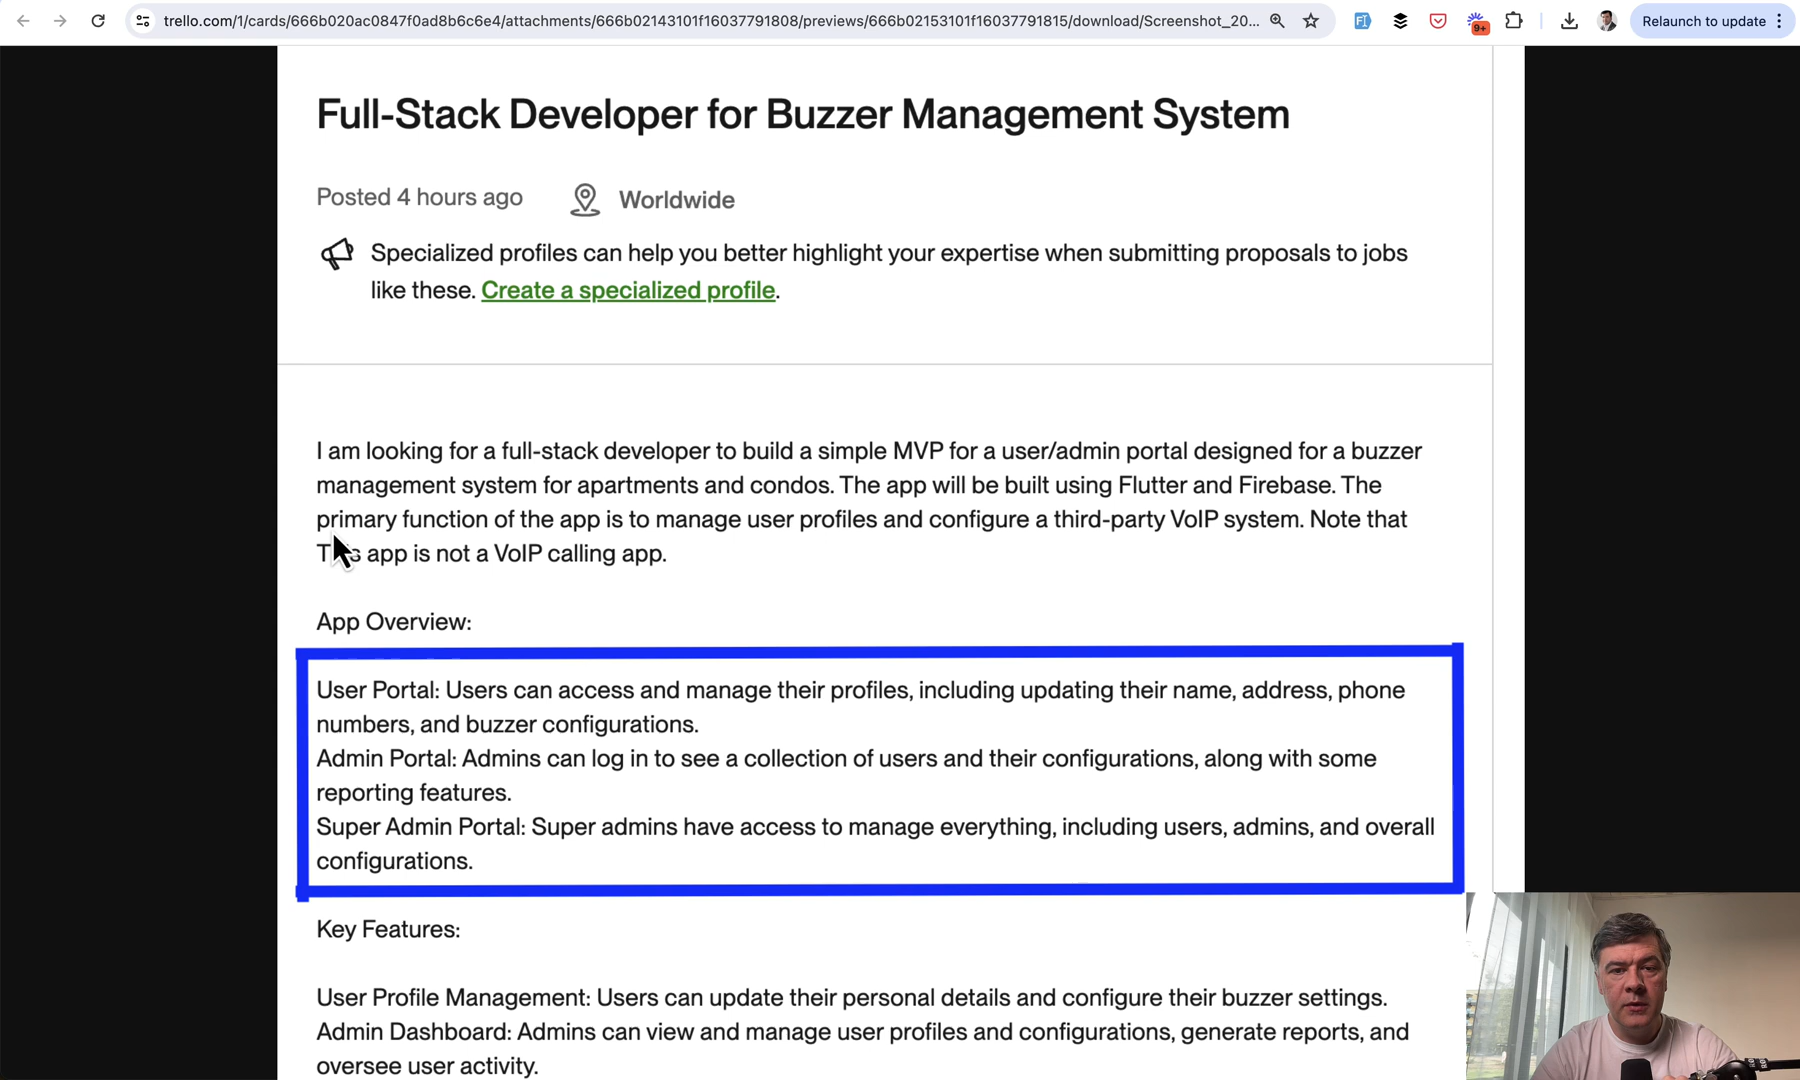 trello.com/1/cards/666b020ac0847f0ad8b6c6e4/attachments/666b02143101f16037791808/previews/666b02153101f16037791815/download/Screenshot_20...
9+
Relaunch to update
Full-Stack Developer for Buzzer Management System
Posted 4 hours ago Worldwide
Specialized profiles can help you better highlight your expertise when submitting proposals to jobs
like these. Create a specialized profile.
I am looking for a full-stack developer to build a simple MVP for a user/admin portal designed for a buzzer
management system for apartments and condos. The app will be built using Flutter and Firebase. The
primary function of the app is to manage user profiles and configure a third-party VoIP system. Note that
This app is not a VoIP calling app.
App Overview:
User Portal: Users can access and manage their profiles, including updating their name, address, phone
numbers, and buzzer configurations.
Admin Portal: Admins can log in to see a collection of users and their configurations, along with some
reporting features.
Super Admin Portal: Super admins have access to manage everything, including users, admins, and overall
configurations.
Key Features:
User Profile Management: Users can update their personal details and configure their buzzer settings.
Admin Dashboard: Admins can view and manage user profiles and configurations, generate reports, and
oversee user activity.